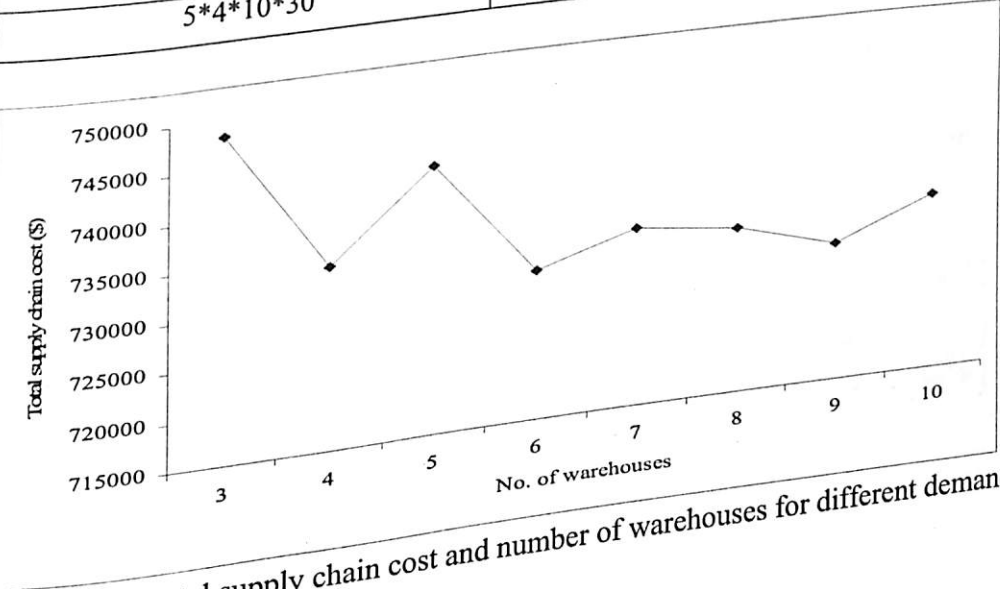 5*4*10*30
750000
745000
740000
735000
730000
725000
720000
715000
Total supply chain cost ($)
3 4 5 6 7 8 9 10
No. of warehouses
supply chain cost and number of warehouses for different deman